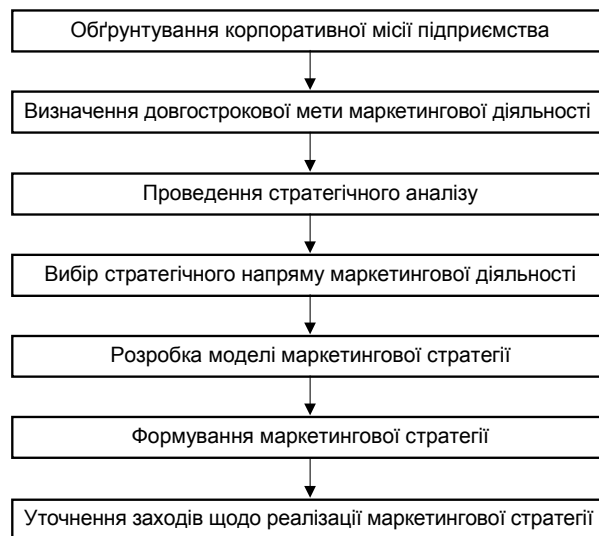 Обґрунтування корпоративної місії підприємства
Визначення довгострокової мети маркетингової діяльності
Проведення стратегічного аналізу
Вибір стратегічного напряму маркетингової діяльності
Розробка моделі маркетингової стратегії
Формування маркетингової стратегії
Уточнення заходів щодо реалізації маркетингової стратегії